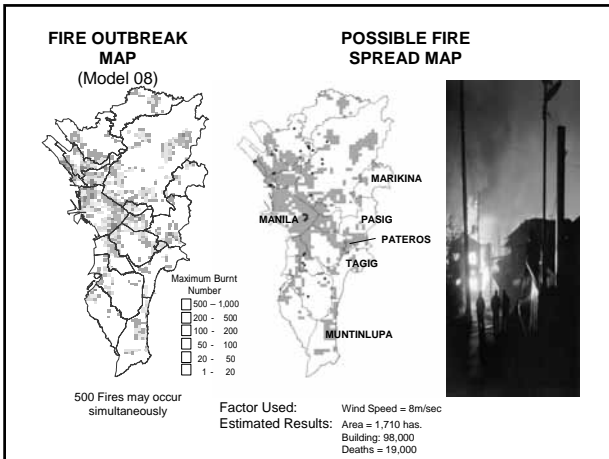 FIRE OUTBREAK
MAP
(Model 08)
POSSIBLE FIRE
SPREAD MAP
MARIKINA
MANILA
PASIG
PATEROS
TAGIG
MUNTINLUPA
Maximum Burnt
Number
500 – 1,000
200 - 500
100 - 200
50 - 100
20 - 50
1 - 20
500 Fires may occur
simultaneously
Factor Used: Wind Speed = 8m/sec
Estimated Results: Area = 1,710 has.
Building: 98,000
Deaths = 19,000